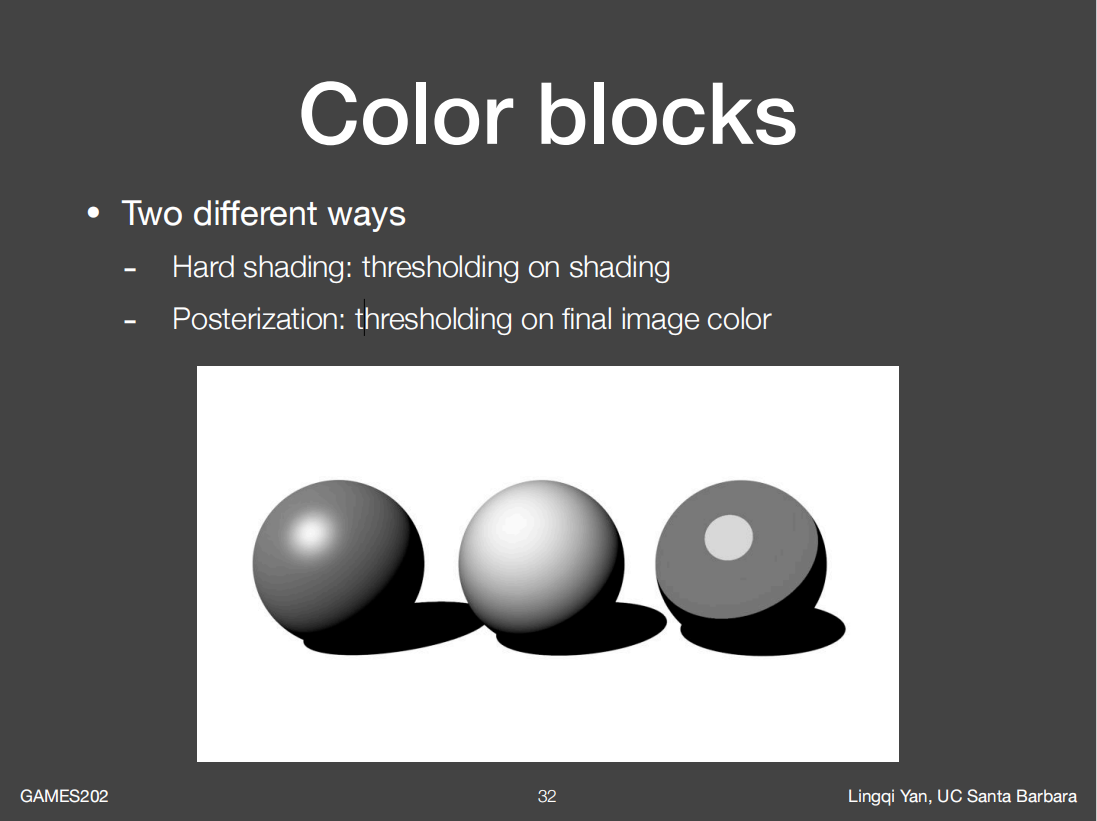 Color blocks
• Two different ways
- Hard shading: thresholding on shading
- Posterization: thresholding on final image color
GAMES202
32
Lingqi Yan, UC Santa Barbara